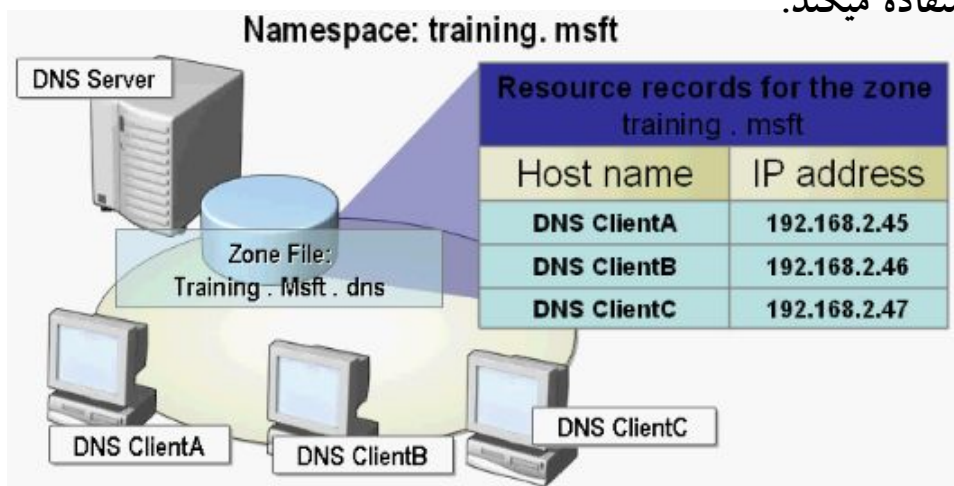 استفاده میکند.
Namespace: training. msft
DNS Server
Resource records for the zone
training . msft
Host name IP address
DNS ClientA 192.168.2.45
DNS ClientB 192.168.2.46
DNS ClientC 192.168.2.47
Zone File:
Training . Msft . dns
DNS ClientA
DNS ClientB
DNS ClientC